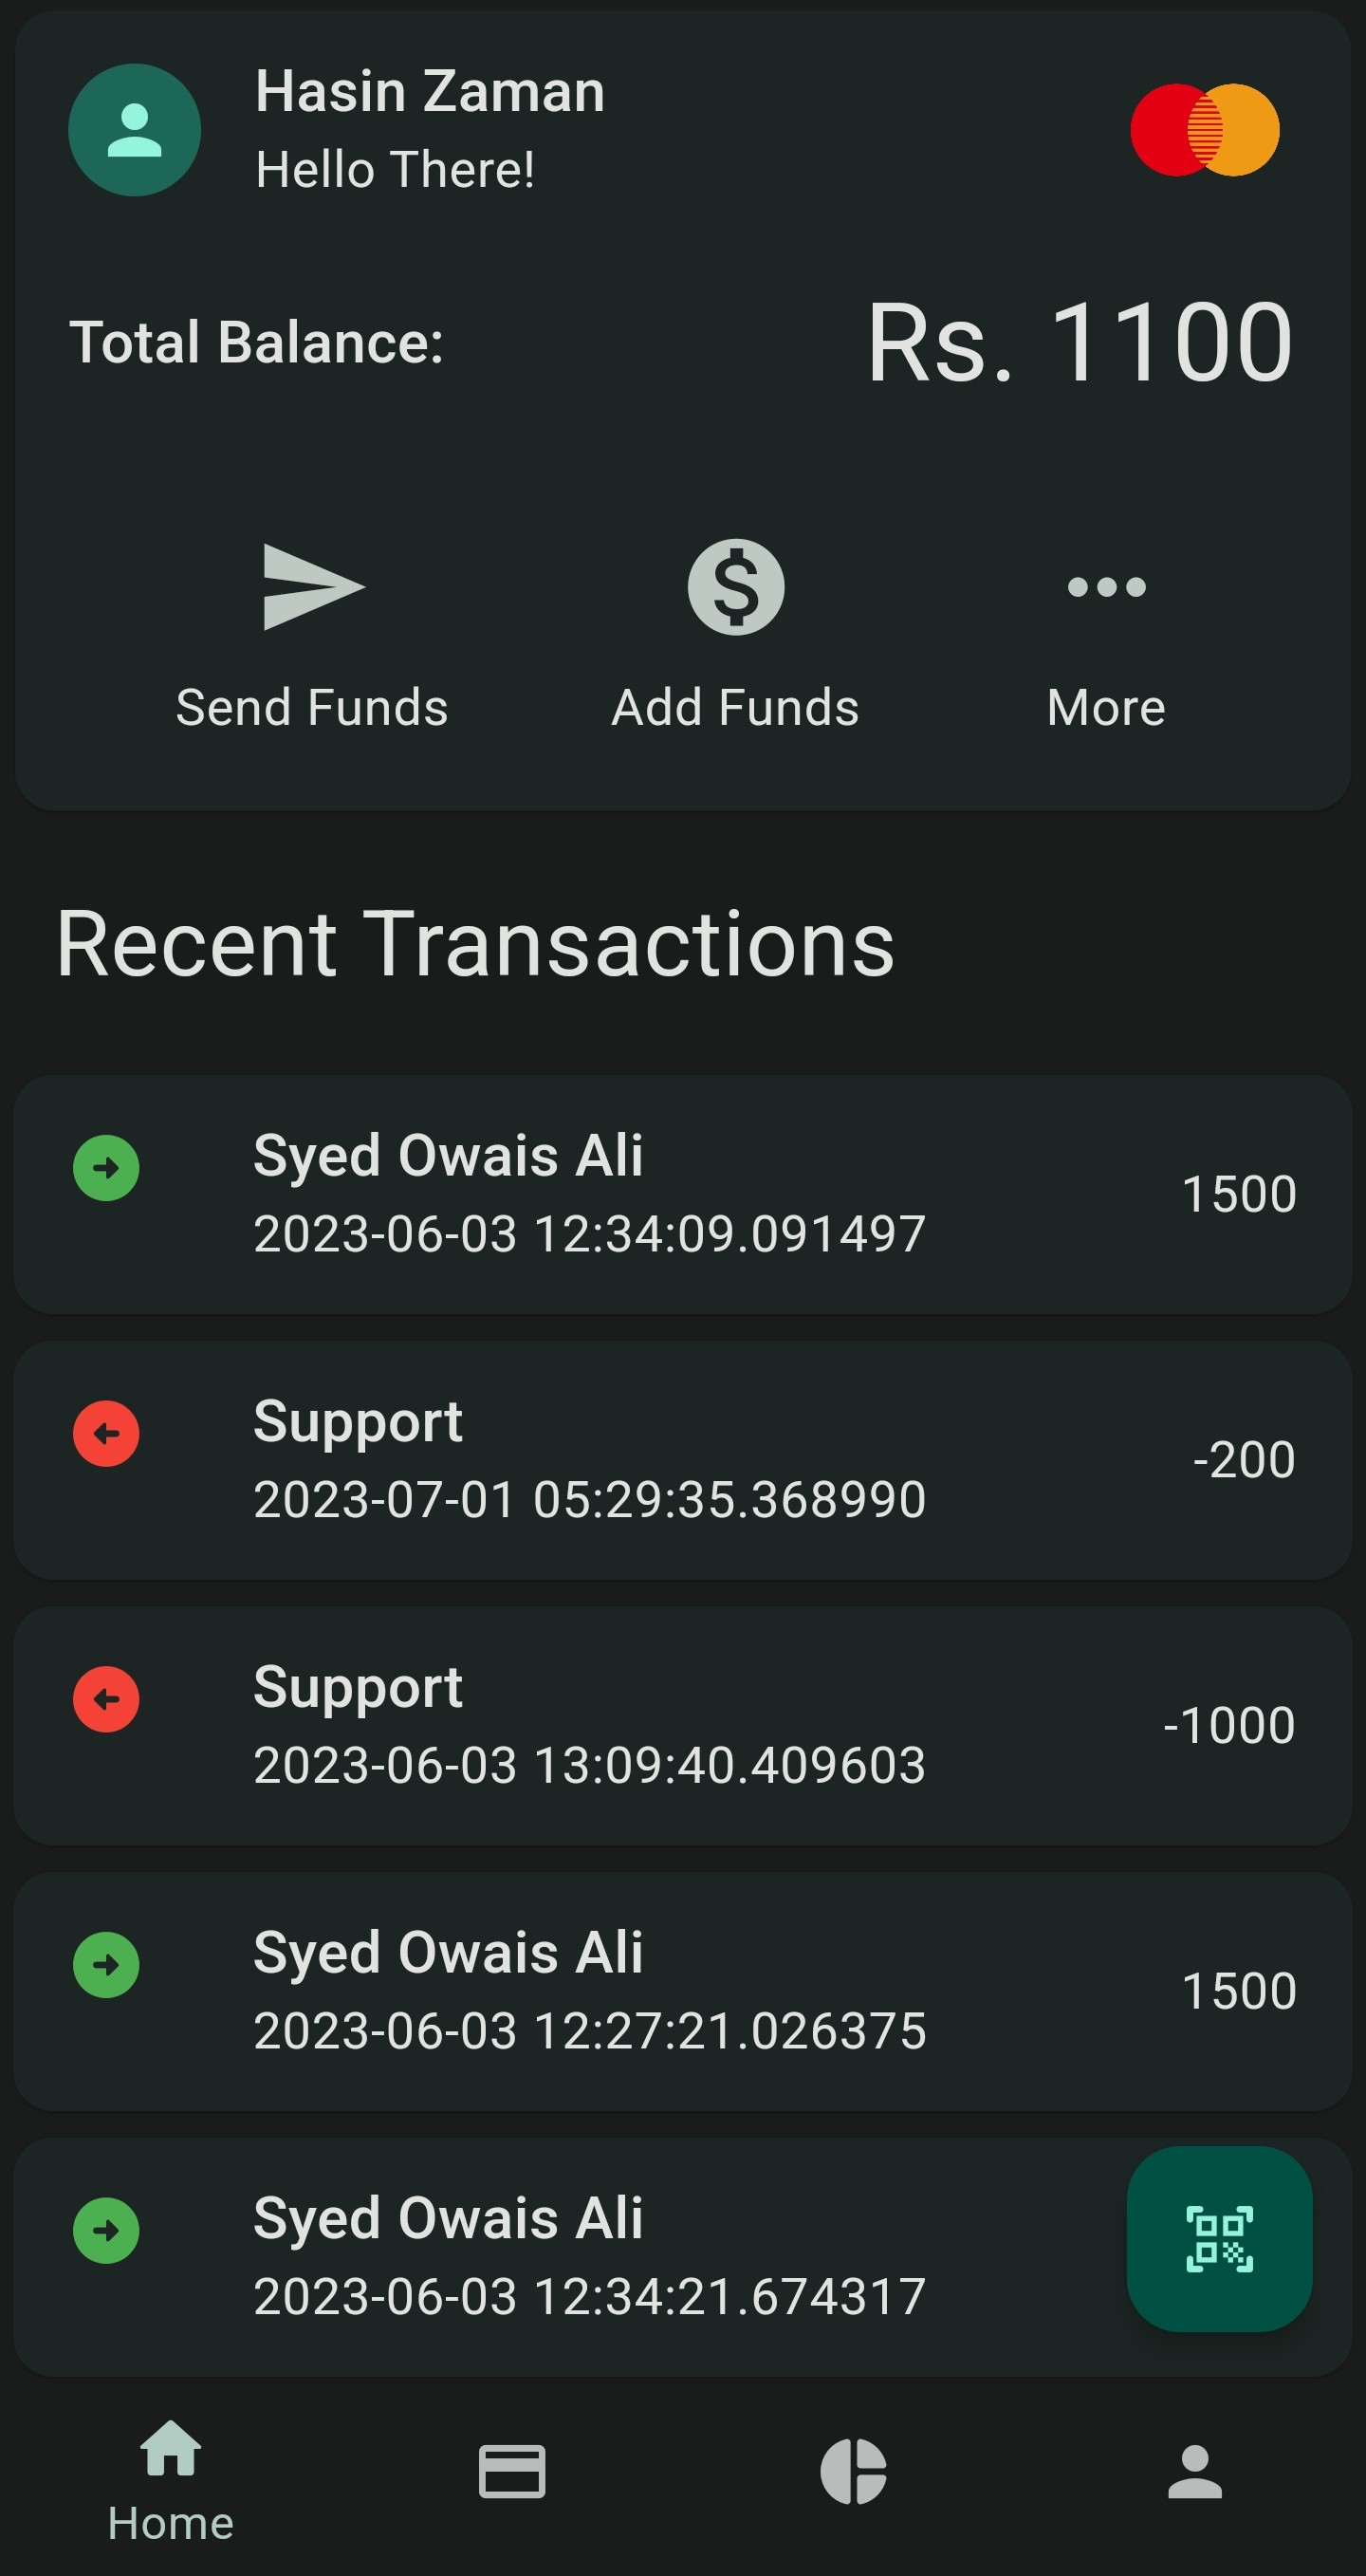 Hasin Zaman
Hello There!
Total Balance:
Rs. 1100
Send Funds
Add Funds
More
Recent Transactions
Syed Owais Ali
2023-06-03 12:34:09.091497
1500
Support
2023-07-01 05:29:35.368990
-200
Support
2023-06-03 13:09:40.409603
-1000
Syed Owais Ali
2023-06-03 12:27:21.026375
1500
Syed Owais Ali
2023-06-03 12:34:21.674317
Home